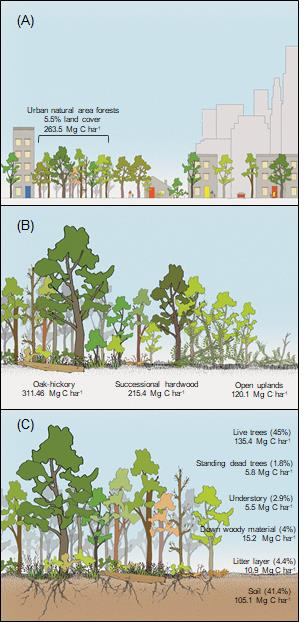 (A)
Urban natural area forests
5.5% land cover
263.5 Mg C ha⁻¹
(B)
Oak-hickory
311.46 Mg C ha⁻¹
Successional hardwood
215.4 Mg C ha⁻¹
Open uplands
120.1 Mg C ha⁻¹
(C)
Live trees (45%)
135.4 Mg C ha⁻¹
Standing dead trees (1.8%)
5.8 Mg C ha⁻¹
Understory (2.9%)
5.5 Mg C ha⁻¹
Down woody material (4%)
15.2 Mg C ha⁻¹
Litter layer (4.4%)
10.9 Mg C ha⁻¹
Soil (41.4%)
105.1 Mg C ha⁻¹